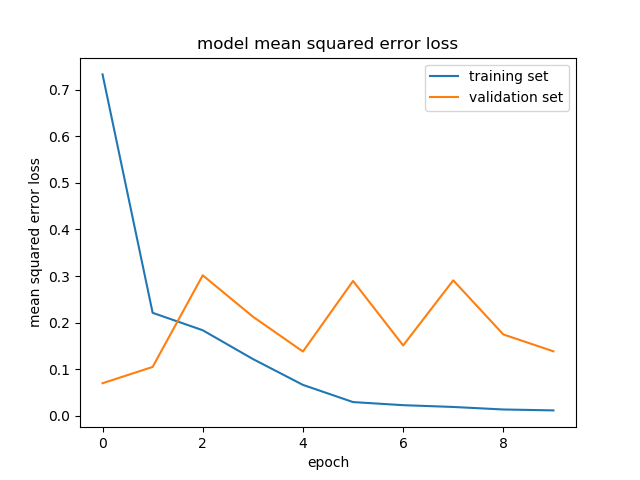 model mean squared error loss
training set
validation set
mean squared error loss
0.7
0.6
0.5
0.4
0.3
0.2
0.1
0.0
0 2 4 6 8
epoch